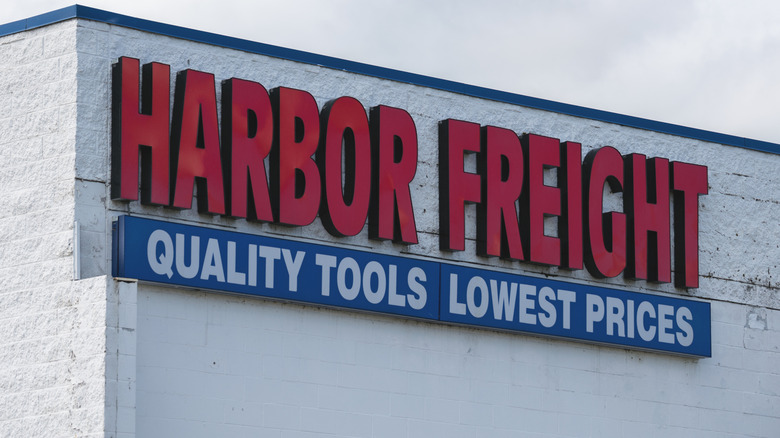 HARBOR FREIGHT
QUALITY TOOLS LOWEST PRICES